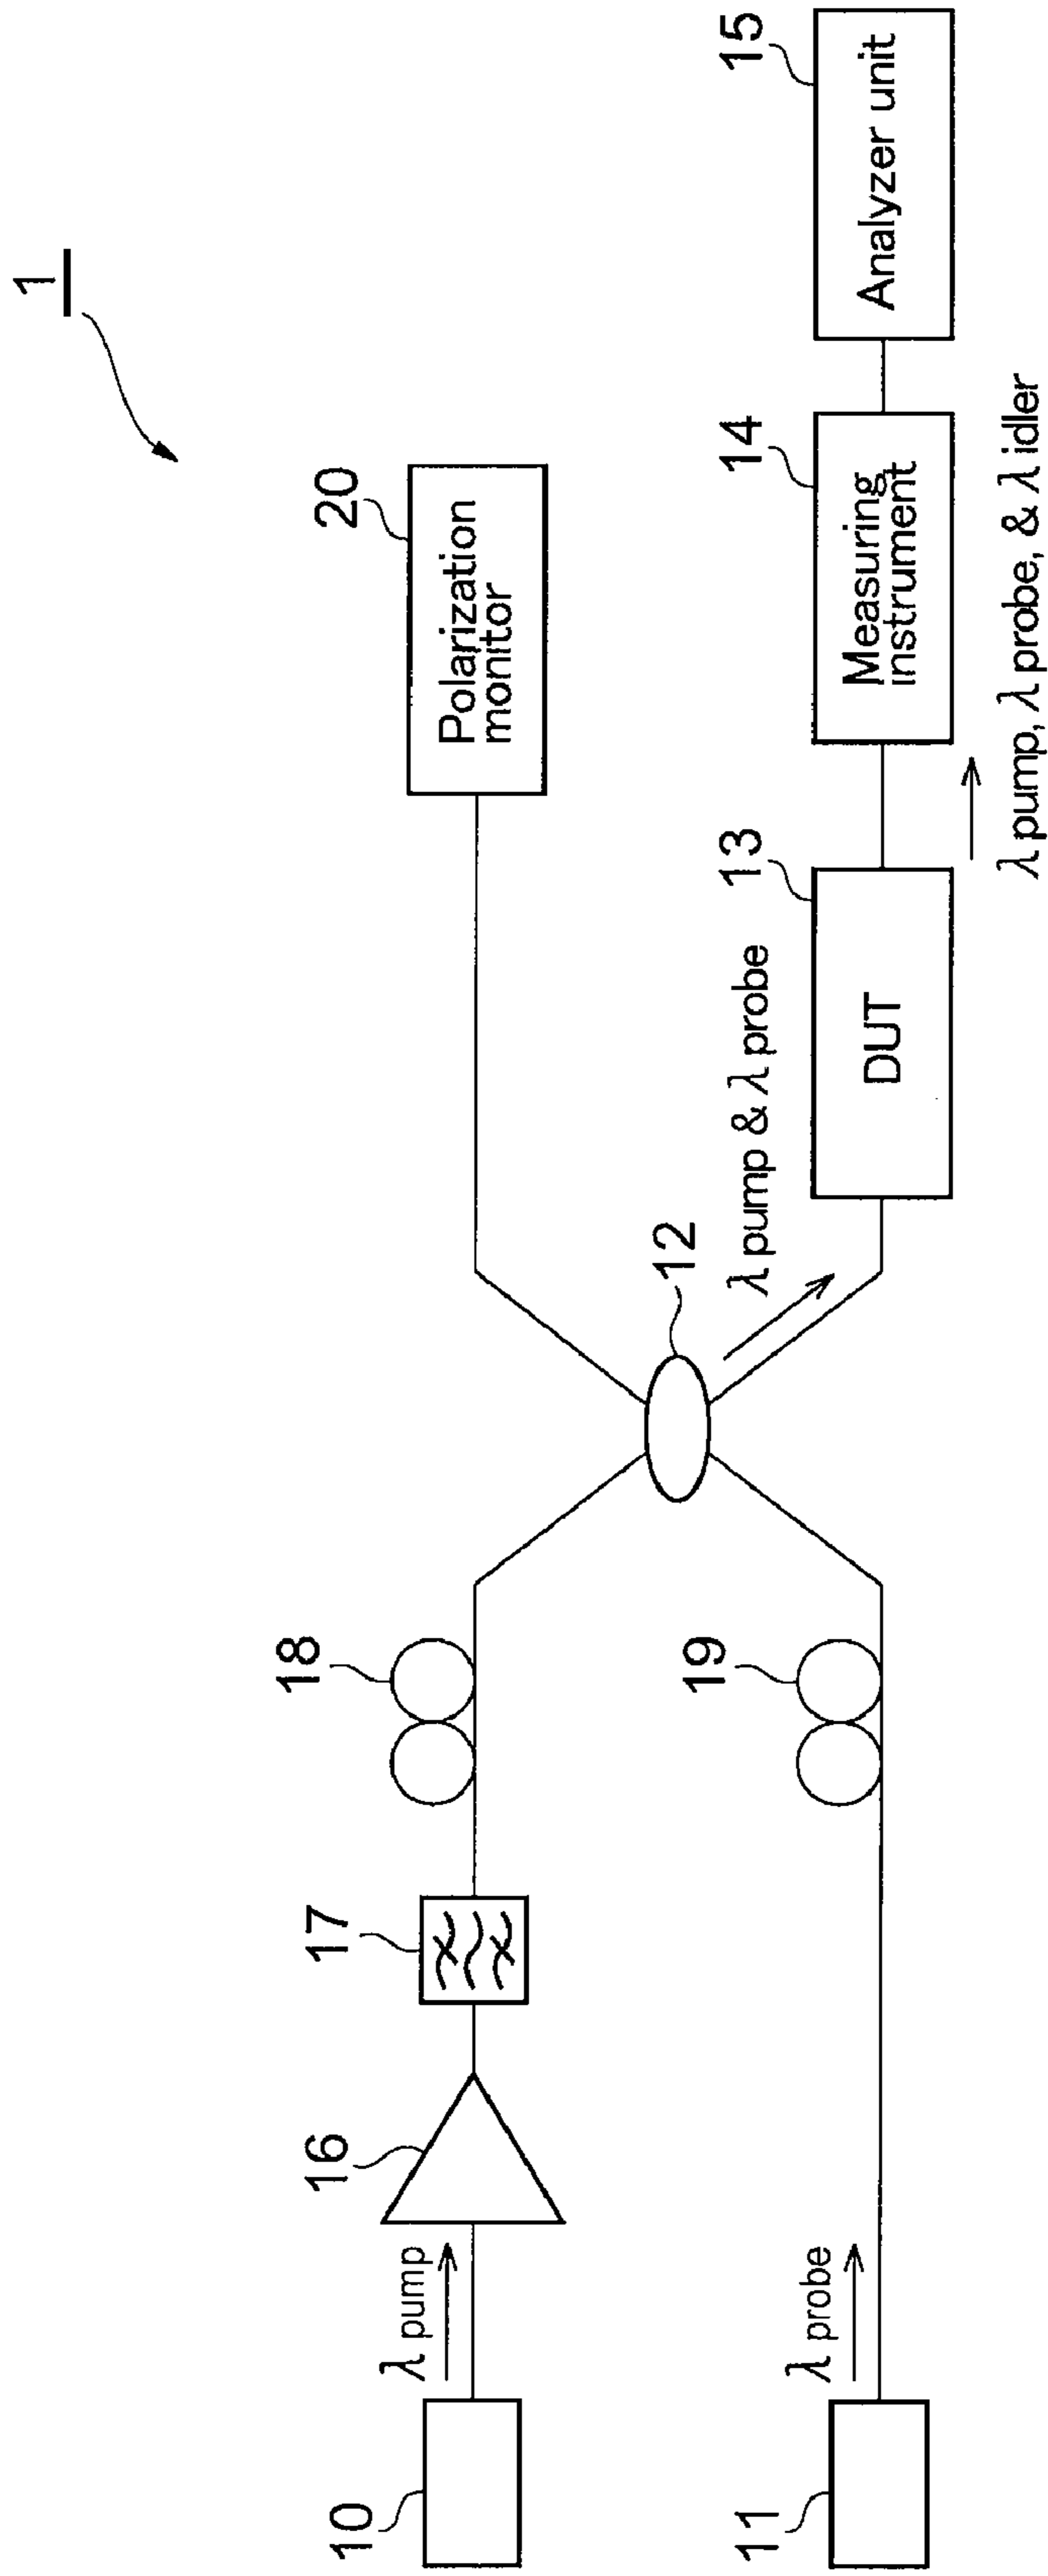 1
20
Polarization
monitor
15
Analyzer unit
14
Measuring
instrument
λ pump, λ probe, & λ idler
13
DUT
λ pump & λ probe
12
18
19
17
16
λ pump
10
λ probe
11